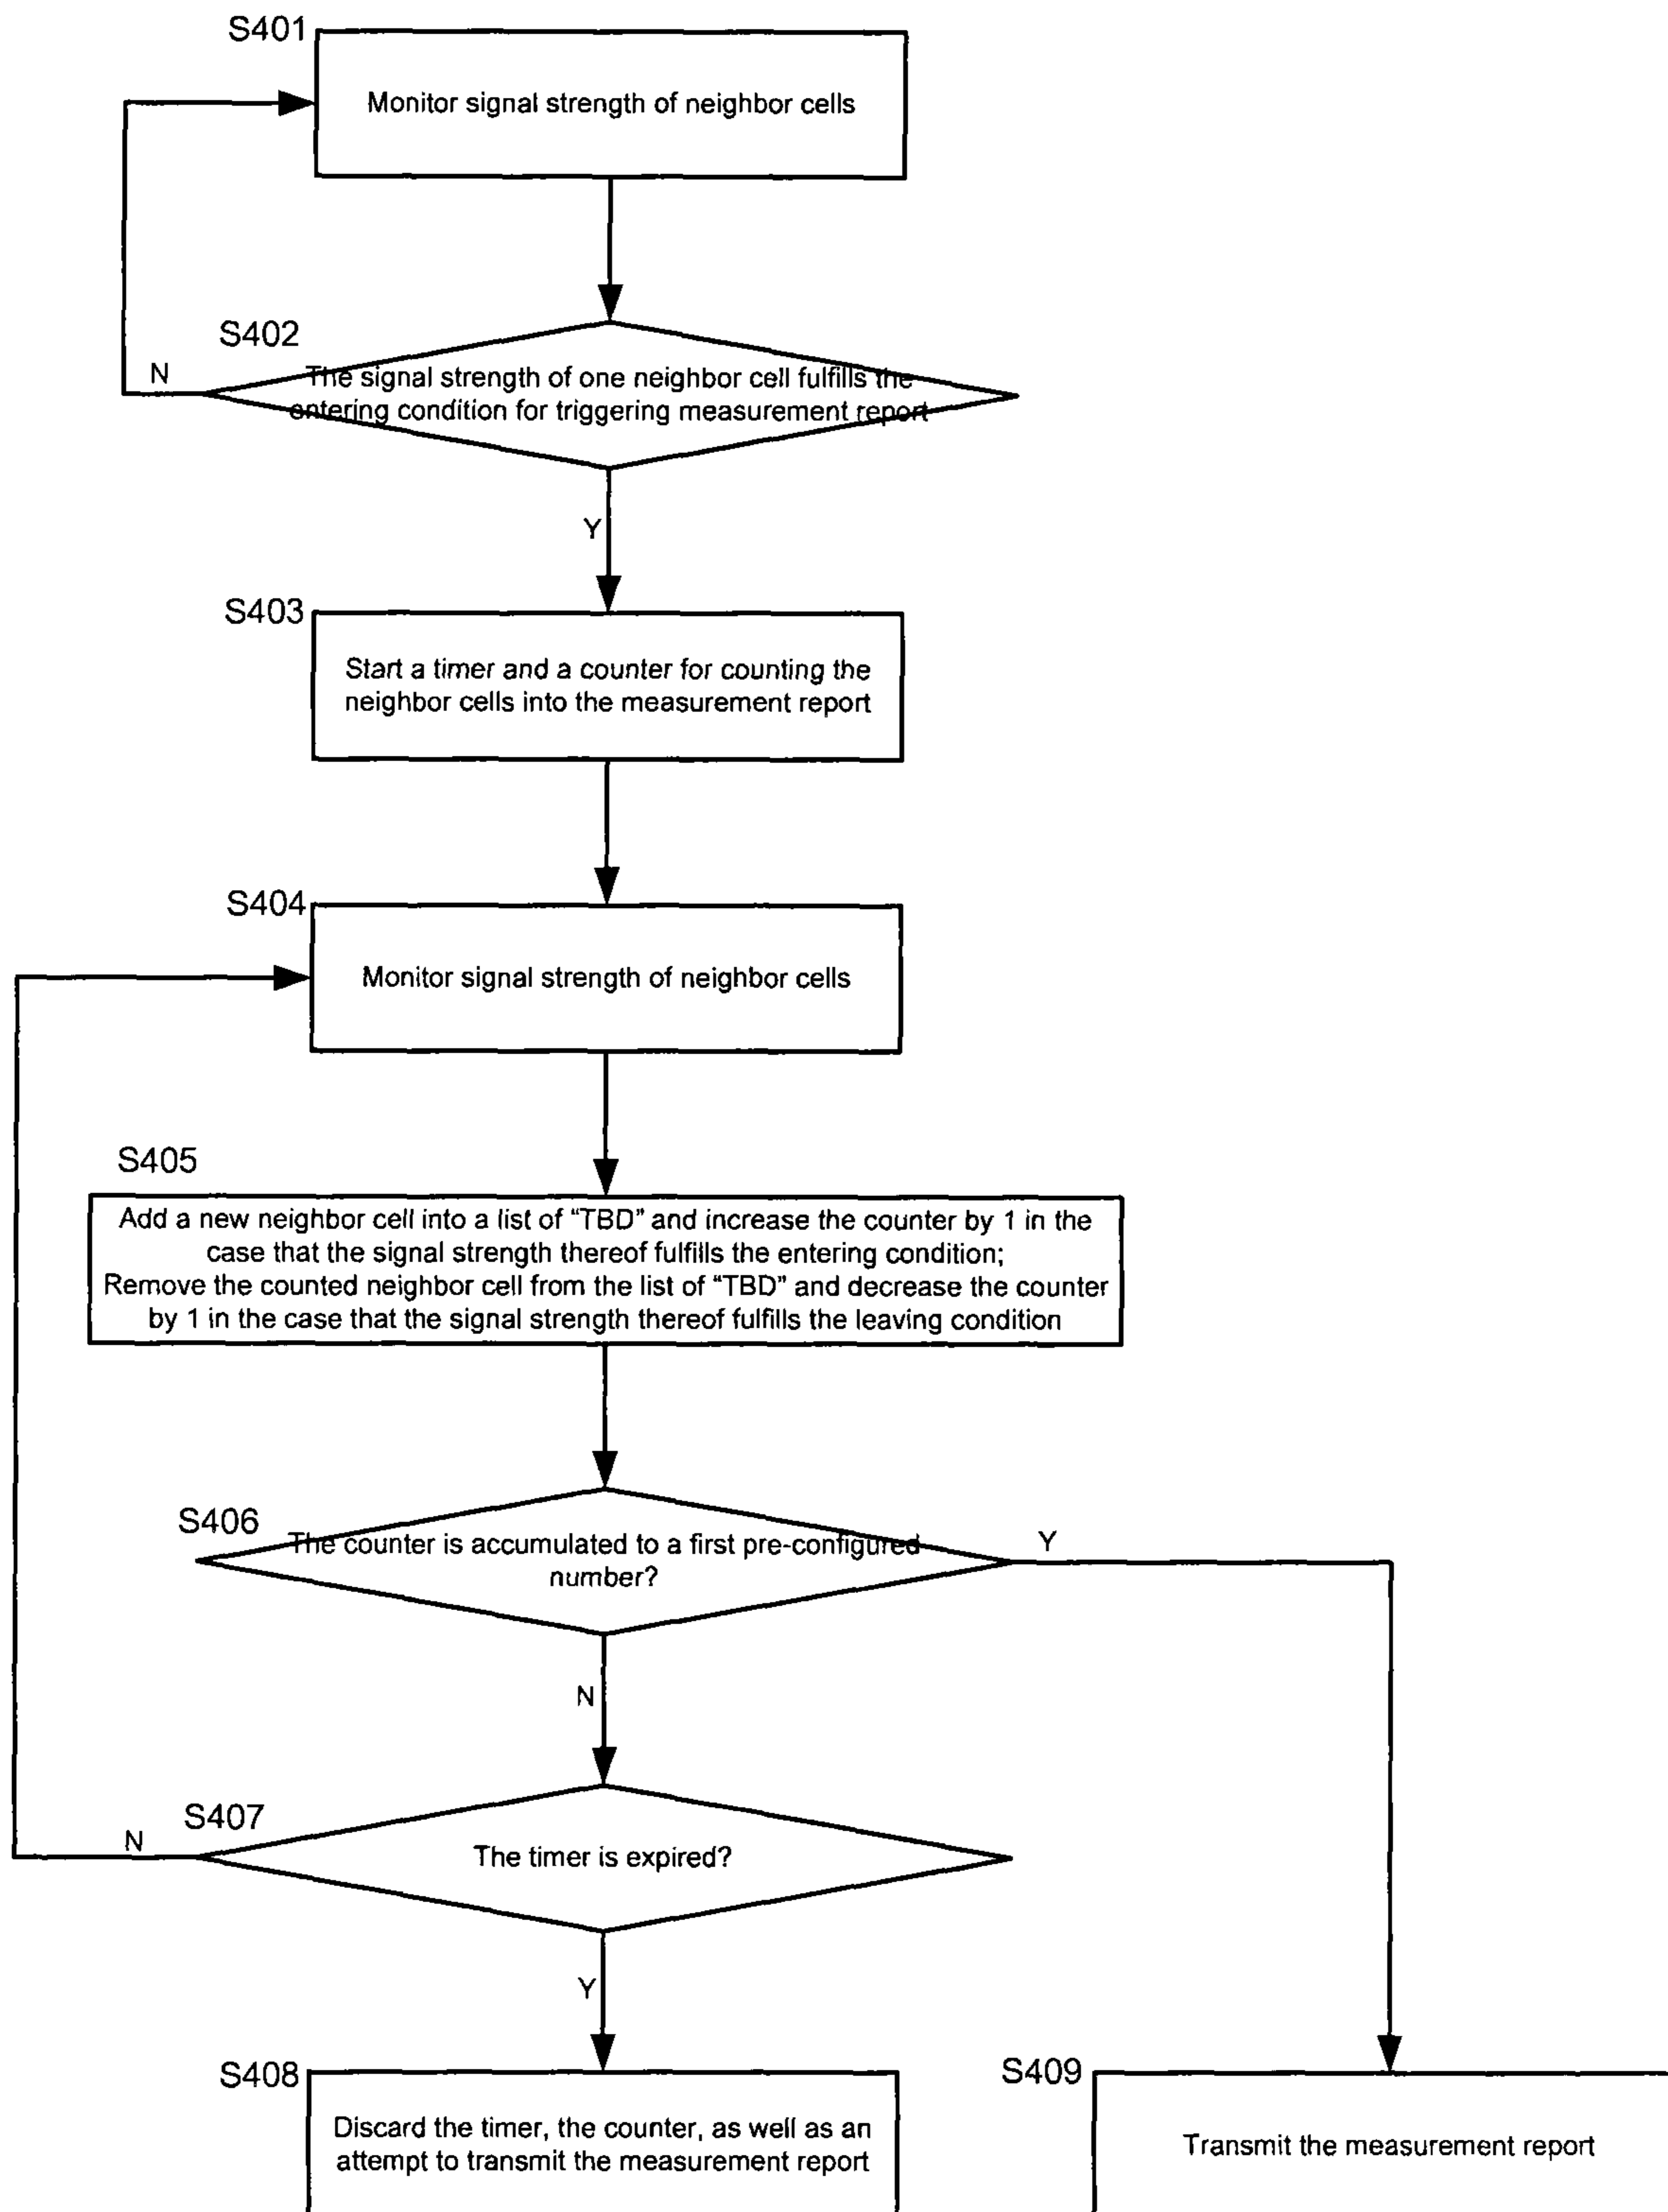 S401
Monitor signal strength of neighbor cells
S402
N
The signal strength of one neighbor cell fulfills the
entering condition for triggering measurement report
Y
S403
Start a timer and a counter for counting the
neighbor cells into the measurement report
S404
Monitor signal strength of neighbor cells
S405
Add a new neighbor cell into a list of “TBD” and increase the counter by 1 in the
case that the signal strength thereof fulfills the entering condition;
Remove the counted neighbor cell from the list of “TBD” and decrease the counter
by 1 in the case that the signal strength thereof fulfills the leaving condition
S406
The counter is accumulated to a first pre-configured
number?
Y
N
S407
N
The timer is expired?
Y
S408
Discard the timer, the counter, as well as an
attempt to transmit the measurement report
S409
Transmit the measurement report